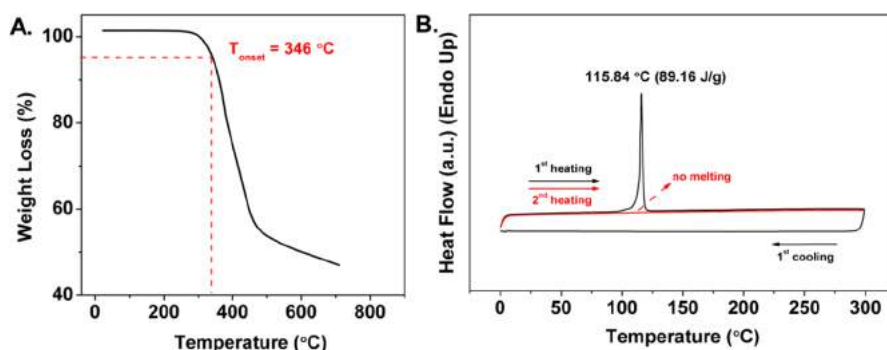 A.
100
80
60
40
0
200
400
600
800
Weight Loss (%)
Temperature (°C)
T onset = 346 °C
B.
115.84 °C (89.16 J/g)
1st heating
2nd heating
no melting
1st cooling
0
50
100
150
200
250
300
Heat Flow (a.u.) (Endo Up)
Temperature (°C)